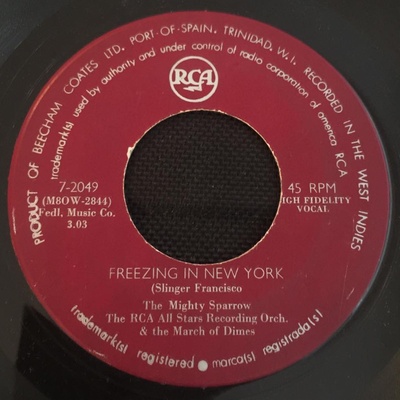 PRODUCT OF BEECHAM COATES LTD. PORT-OF-SPAIN, TRINIDAD, W.I. RECORDED IN THE WEST INDIES
trademark(s) used by authority and under control of radio corporation of america RCA
RCA
7-2049
(M8OW-2844)
Fedl. Music Co.
3.03
45 RPM
HIGH FIDELITY
VOCAL
FREEZING IN NEW YORK
(Slinger Francisco
The Mighty Sparrow
The RCA All Stars Recording Orch.
& the March of Dimes
trademark(s) registered • marca(s) registrada(s)